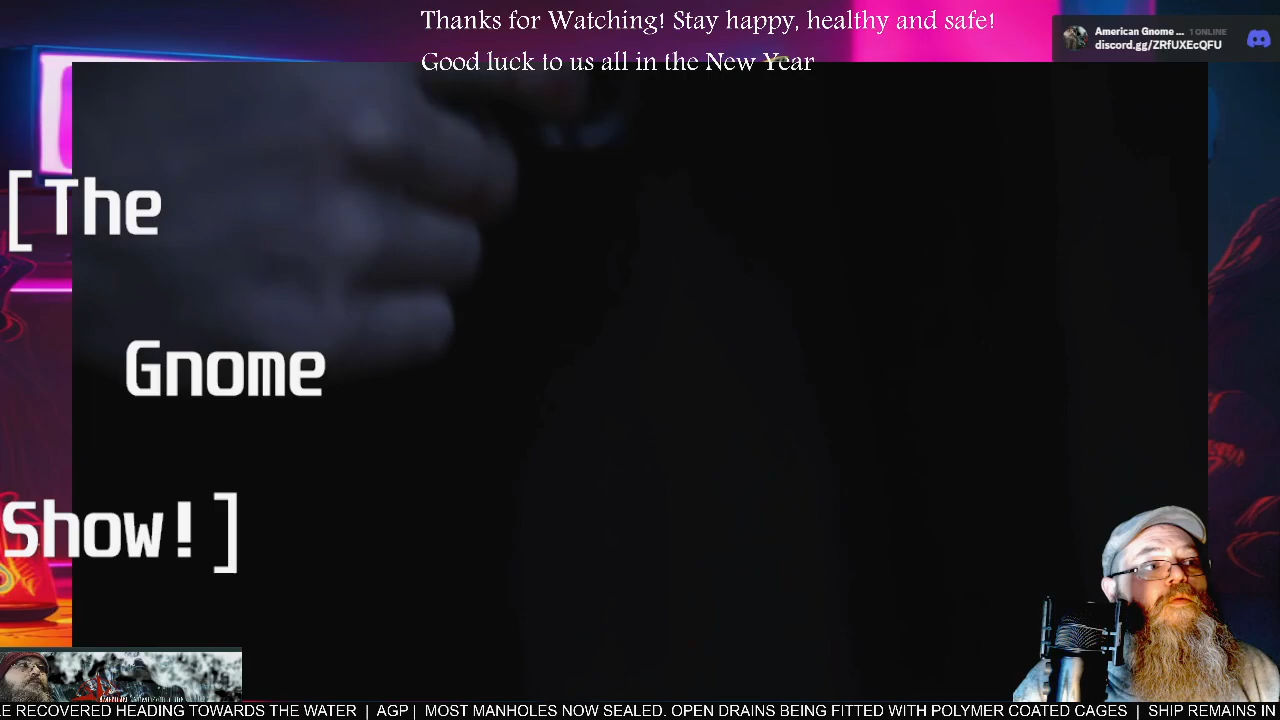 Thanks for Watching! Stay happy, healthy and safe!
Good luck to us all in the New Year
American Gnome ... 1 ONLINE
discord.gg/ZRfUXEcQFU
[The
Gnome
Show!]
E RECOVERED HEADING TOWARDS THE WATER | AGP | MOST MANHOLES NOW SEALED. OPEN DRAINS BEING FITTED WITH POLYMER COATED CAGES | SHIP REMAINS IN